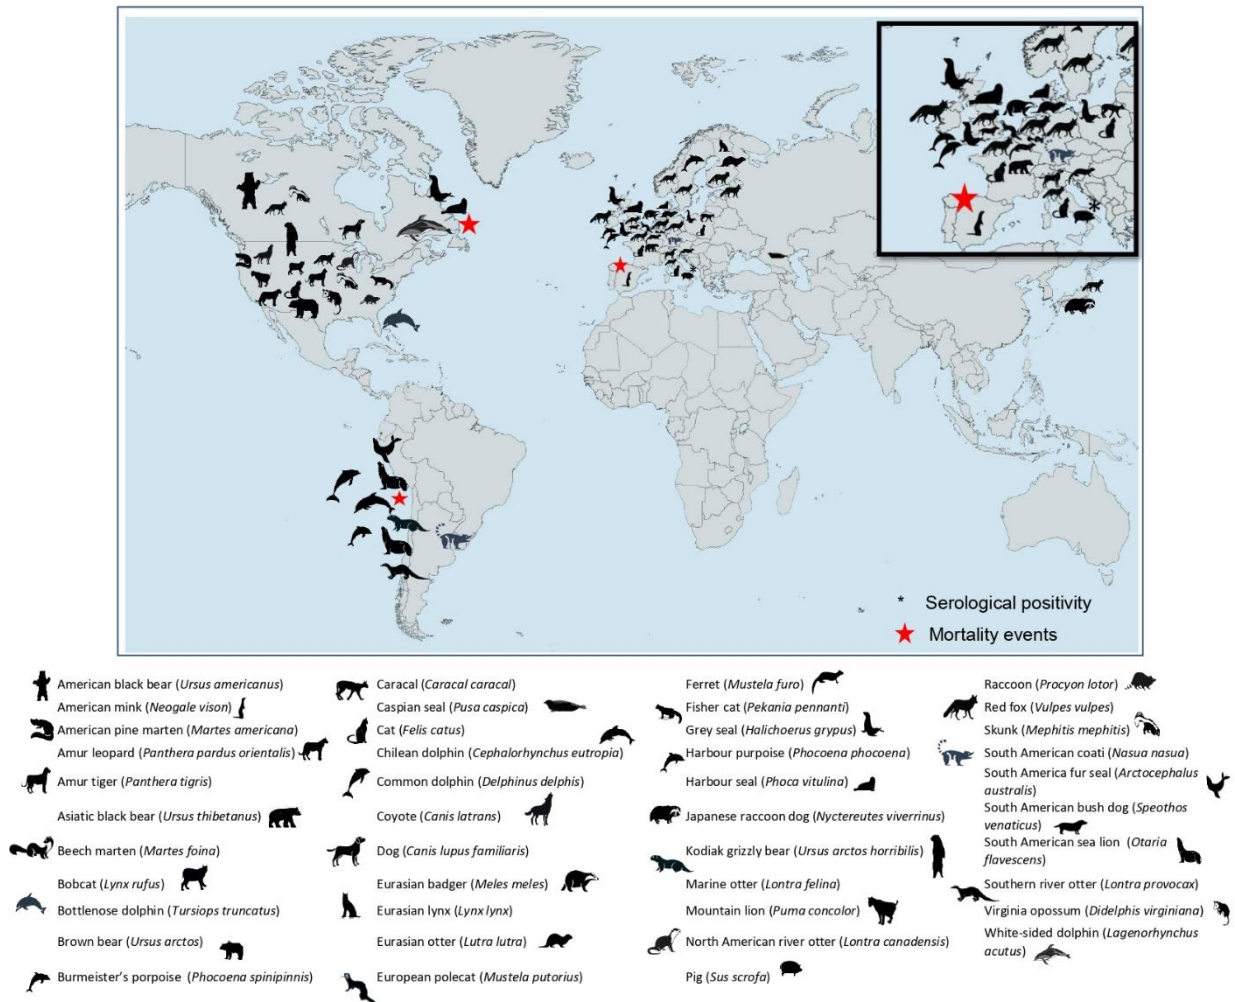 * Serological positivity
Mortality events
American black bear (Ursus americanus)
American mink (Neogale vison)
American pine marten (Martes americana)
Amur leopard (Panthera pardus orientalis)
Amur tiger (Panthera tigris)
Asiatic black bear (Ursus thibetanus)
Beech marten (Martes foina)
Bobcat (Lynx rufus)
Bottlenose dolphin (Tursiops truncatus)
Brown bear (Ursus arctos)
Burmeister's porpoise (Phocoena spinipinnis)
Caracal (Caracal caracal)
Caspian seal (Pusa caspica)
Cat (Felis catus)
Chilean dolphin (Cephalorhynchus eutropia)
Common dolphin (Delphinus delphis)
Coyote (Canis latrans)
Dog (Canis lupus familiaris)
Eurasian badger (Meles meles)
Eurasian lynx (Lynx lynx)
Eurasian otter (Lutra lutra)
European polecat (Mustela putorius)
Ferret (Mustela furo)
Fisher cat (Pekania pennanti)
Grey seal (Halichoerus grypus)
Harbour purpoise (Phocoena phocoena)
Harbour seal (Phoca vitulina)
Japanese raccoon dog (Nyctereutes viverrinus)
Kodiak grizzly bear (Ursus arctos horribilis)
Marine otter (Lontra felina)
Mountain lion (Puma concolor)
North American river otter (Lontra canadensis)
Pig (Sus scrofa)
Raccoon (Procyon lotor)
Red fox (Vulpes vulpes)
Skunk (Mephitis mephitis)
South American coati (Nasua nasua)
South America fur seal (Arctocephalus
australis)
South American bush dog (Speothos
venaticus)
South American sea lion (Otaria
flavescens)
Southern river otter (Lontra provocax)
Virginia opossum (Didelphis virginiana)
White-sided dolphin (Lagenorhynchus
acutus)